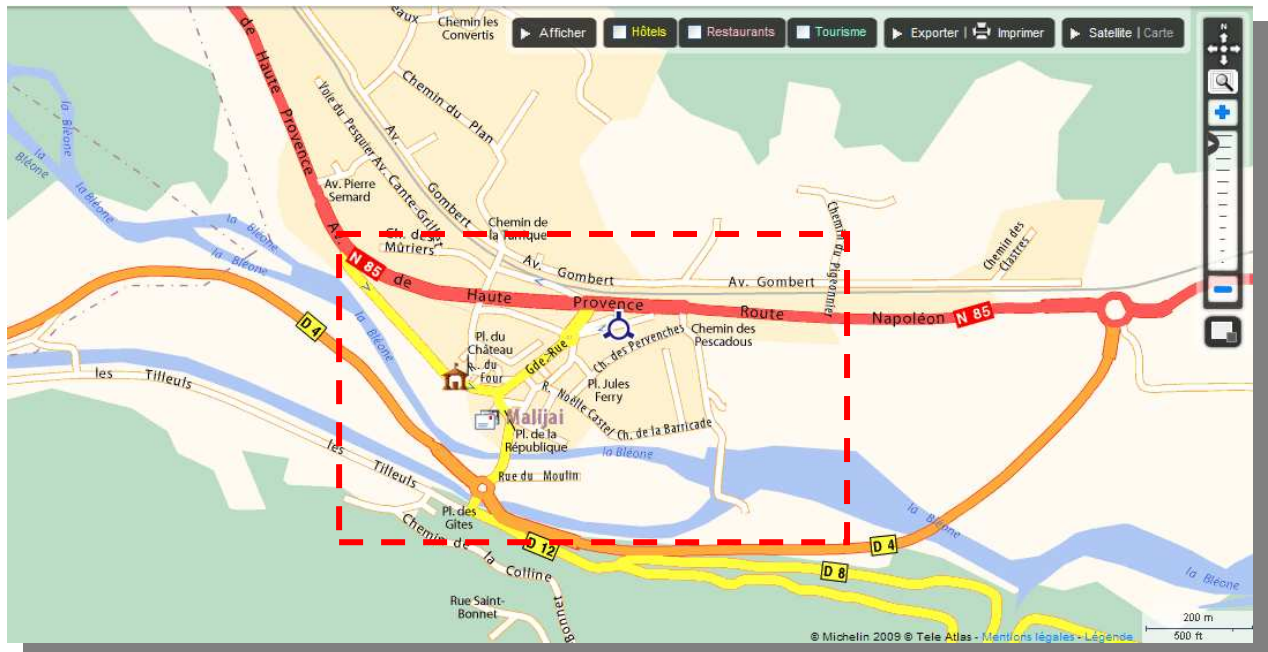 Chemin les
Convertis
Afficher
Hôtels
Restaurants
Tourisme
Exporter | Imprimer
Satellite | Carte
N
de Haute Provence
la Bléone
la Bléone
la Bléone
la Bléone
la Bléone
Voie du Pesquier
Chemin du Plan
Av. Gombert
Av. Pierre
Semard
Chemin de
Ch. des
Mûriers
Av. de Haute Provence
N 85
Av. Gombert
Av. Gombert
Chemin du Pigeonnier
Chemin des
Clastres
Route Napoléon
N 85
D 4
les Tilleuls
Pl. du
Château
R. du
Four
Gde. Rue
Ch. des Pervenches
Chemin des
Pescadous
Pl. Jules
Ferry
R. Noëlle
Ch. de la Barricade
Malijai
Pl. de la
République
la Bléone
Rue du Moulin
les Tilleuls
Pl. des
Gîtes
Chemin de la Colline
D 12
D 8
D 4
la Bléone
la Bléone
Rue Saint-
Bonnet
Bonnet
200 m
500 ft
© Michelin 2009 © Tele Atlas - Mentions légales - Légende